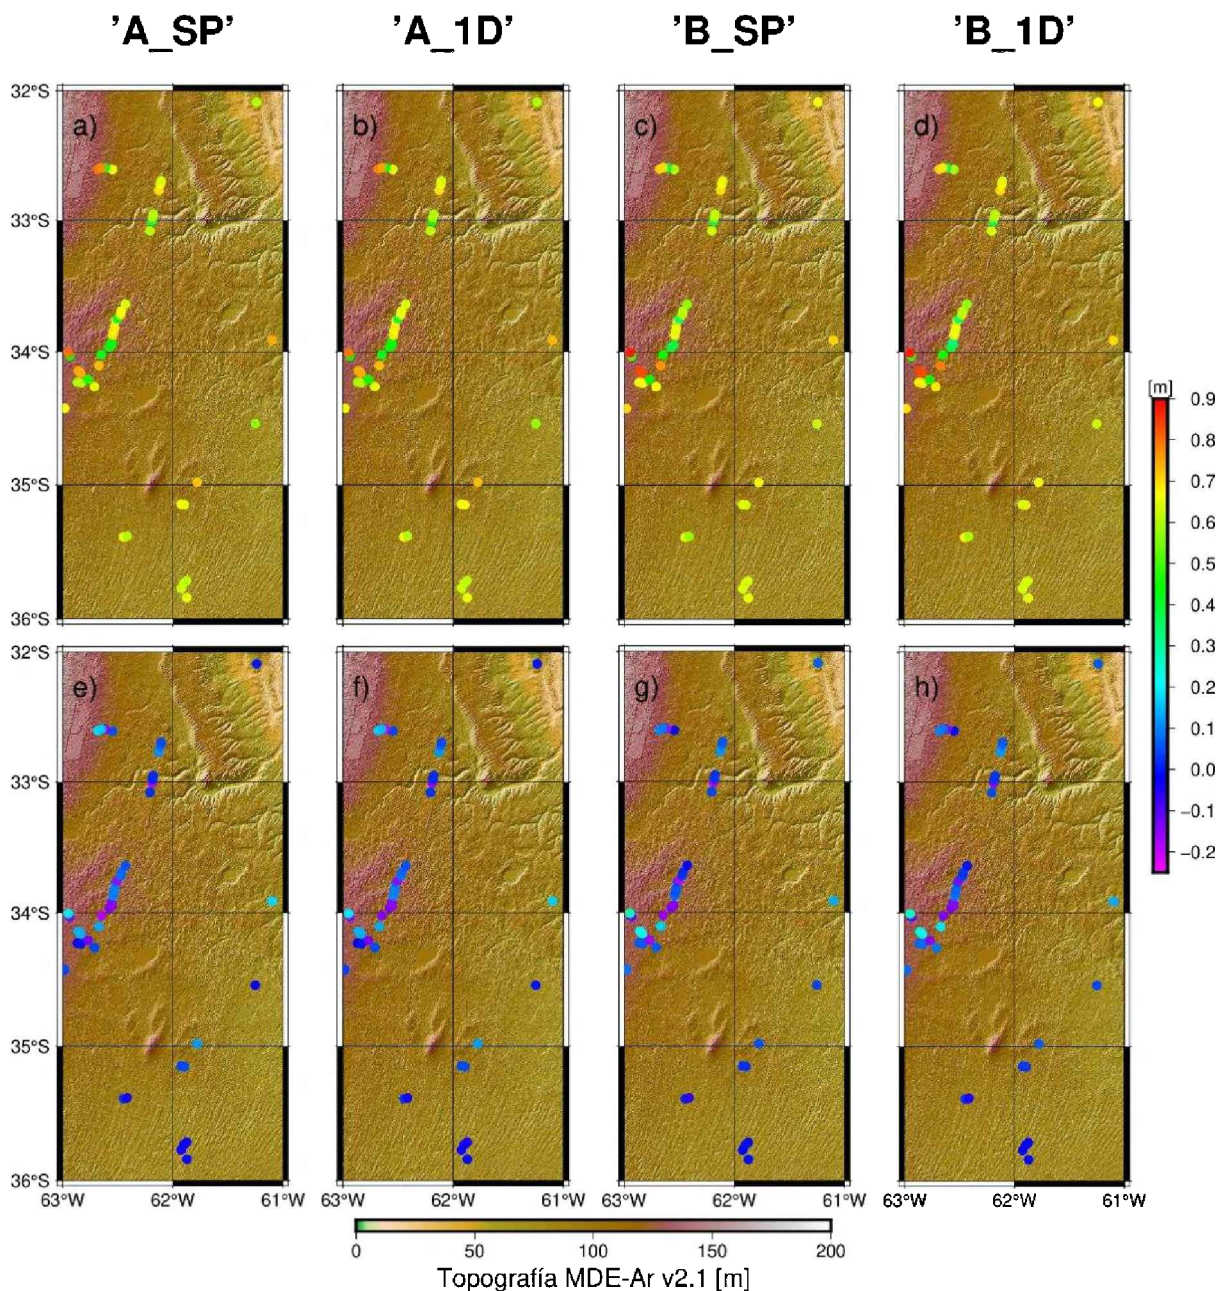 'A_SP' 'A_1D' 'B_SP' 'B_1D'
32°S
a) b) c) d)
33°S
34°S
35°S
36°S
[m]
0.9
0.8
0.7
0.6
0.5
0.4
0.3
0.2
0.1
0.0
−0.1
−0.2
32°S
e) f) g) h)
33°S
34°S
35°S
36°S
63°W 62°W 61°W 63°W 62°W 61°W 63°W 62°W 61°W 63°W 62°W 61°W
0 50 100 150 200
Topografía MDE-Ar v2.1 [m]